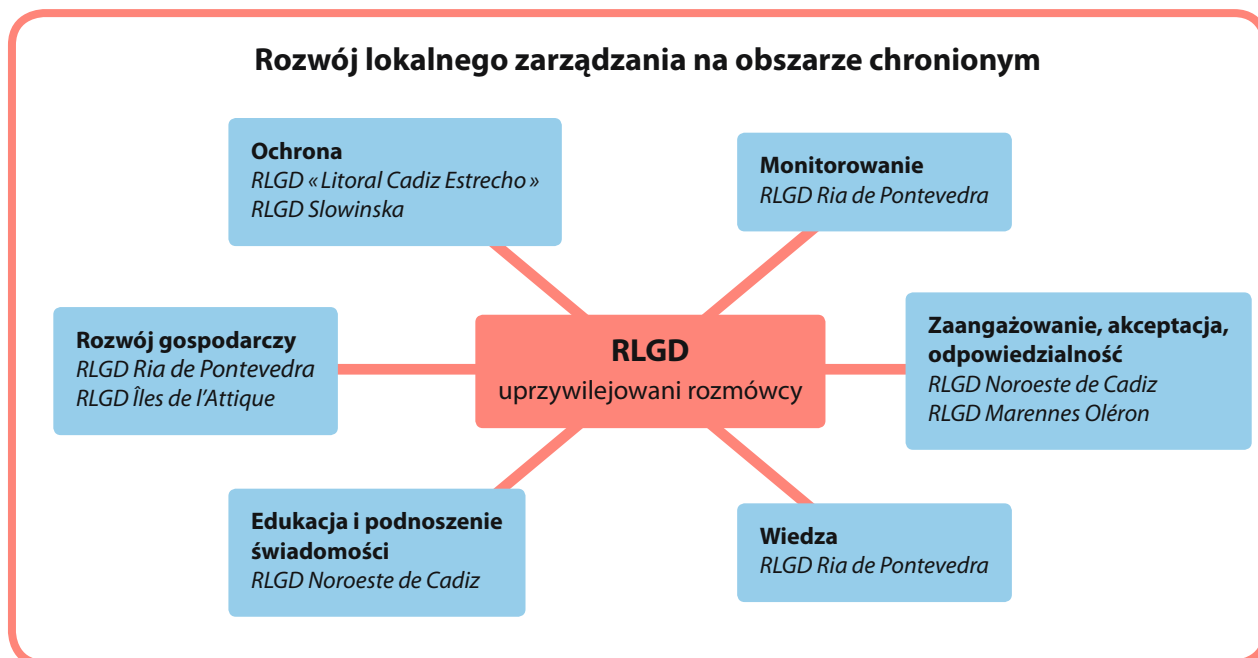 Rozwój lokalnego zarządzania na obszarze chronionym
Ochrona
RLGD « Litoral Cadiz Estrecho »
RLGD Slowinska
Monitorowanie
RLGD Ria de Pontevedra
Rozwój gospodarczy
RLGD Ria de Pontevedra
RLGD Îles de l’Attique
RLGD
uprzywilejowani rozmówcy
Zaangażowanie, akceptacja,
odpowiedzialność
RLGD Noroeste de Cadiz
RLGD Marennes Oléron
Edukacja i podnoszenie
świadomości
RLGD Noroeste de Cadiz
Wiedza
RLGD Ria de Pontevedra